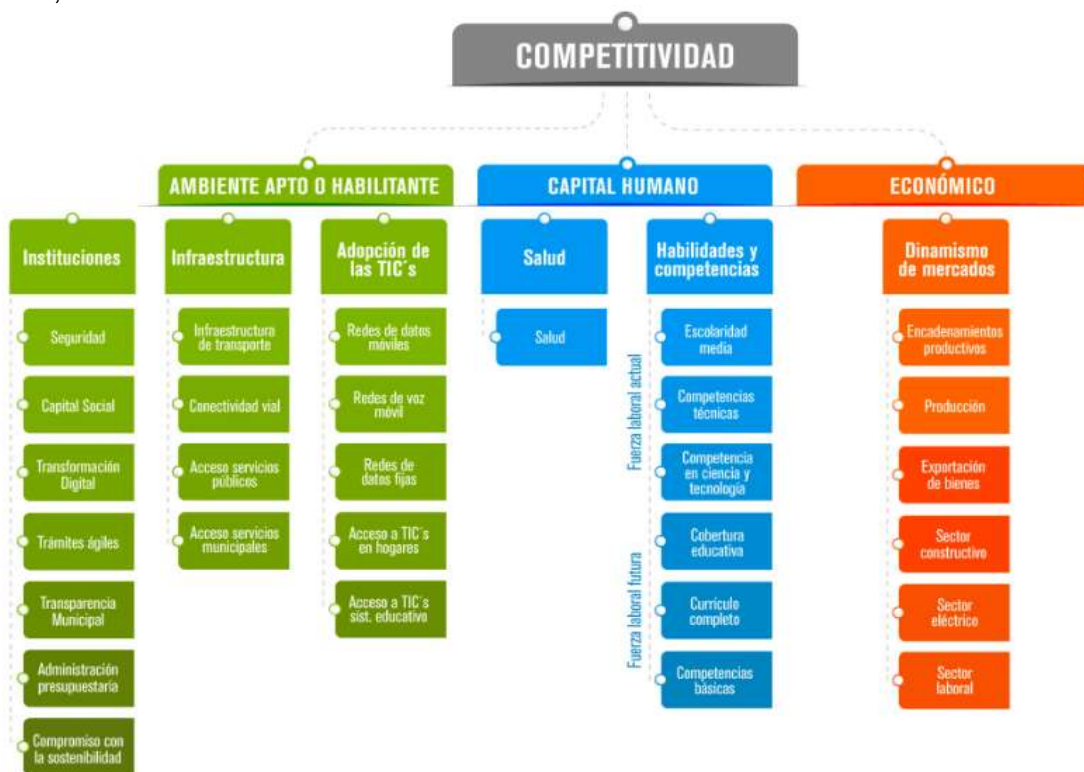 COMPETITIVIDAD
AMBIENTE APTO O HABILITANTE
CAPITAL HUMANO
ECONÓMICO
Instituciones
Seguridad
Capital Social
Transformación
Digital
Trámites ágiles
Transparencia
Municipal
Administración
presupuestaria
Compromiso con
la sostenibilidad
Infraestructura
Infraestructura
de transporte
Conectividad vial
Acceso servicios
públicos
Acceso servicios
municipales
Adopción de
las TIC´s
Redes de datos
móviles
Redes de voz
móvil
Redes de
datos fijas
Acceso a TIC´s
en hogares
Acceso a TIC´s
sist. educativo
Salud
Salud
Habilidades y
competencias
Fuerza laboral actual
Escolaridad
media
Competencias
técnicas
Competencia
en ciencia y
tecnología
Fuerza laboral futura
Cobertura
educativa
Currículo
completo
Competencias
básicas
Dinamismo
de mercados
Encadenamientos
productivos
Producción
Exportación
de bienes
Sector
constructivo
Sector
eléctrico
Sector
laboral